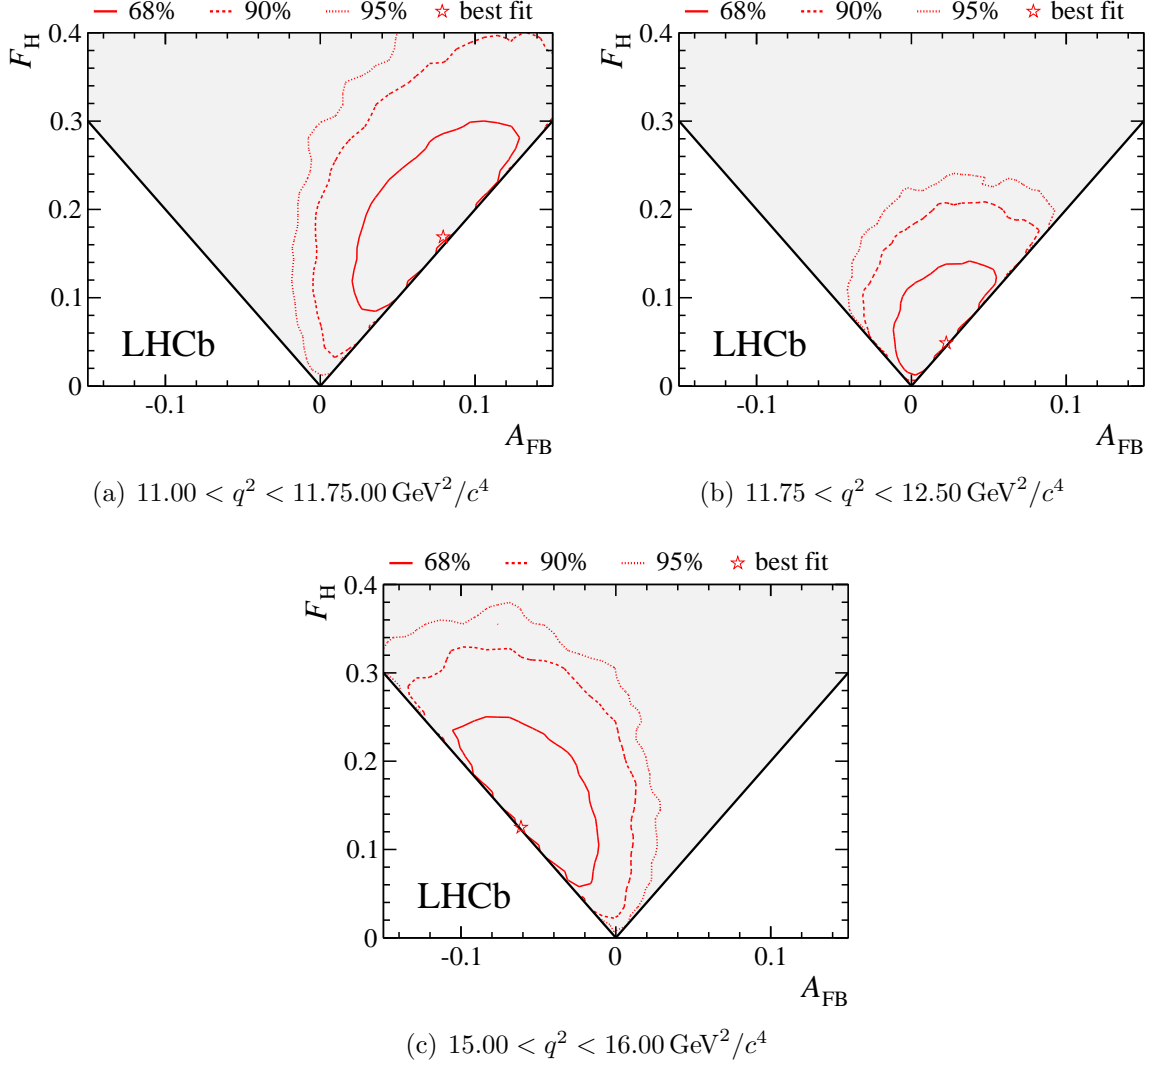 68% 90% 95% best fit
F_H
0.4
0.3
0.2
0.1
0
LHCb
-0.1 0 0.1
A_FB
(a) 11.00 < q² < 11.75.00 GeV²/c⁴
68% 90% 95% best fit
F_H
0.4
0.3
0.2
0.1
0
LHCb
-0.1 0 0.1
A_FB
(b) 11.75 < q² < 12.50 GeV²/c⁴
68% 90% 95% best fit
F_H
0.4
0.3
0.2
0.1
0
LHCb
-0.1 0 0.1
A_FB
(c) 15.00 < q² < 16.00 GeV²/c⁴